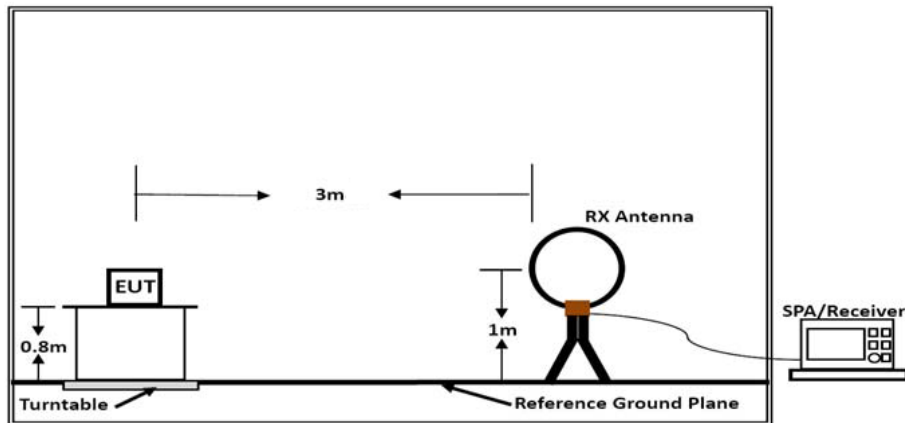 3m
RX Antenna
EUT
SPA/Receiver
0.8m
1m
Turntable
Reference Ground Plane